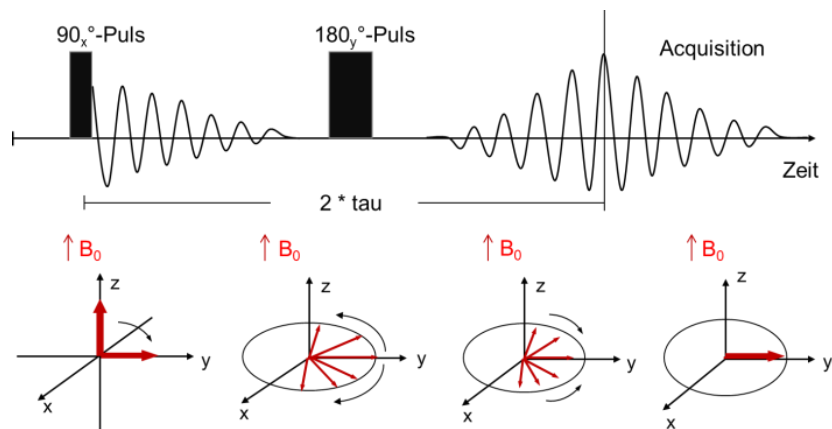 90x°-Puls
180y°-Puls
Acquisition
Zeit
2 * tau
B0
z
y
x
B0
z
y
x
B0
z
y
x
B0
z
y
x